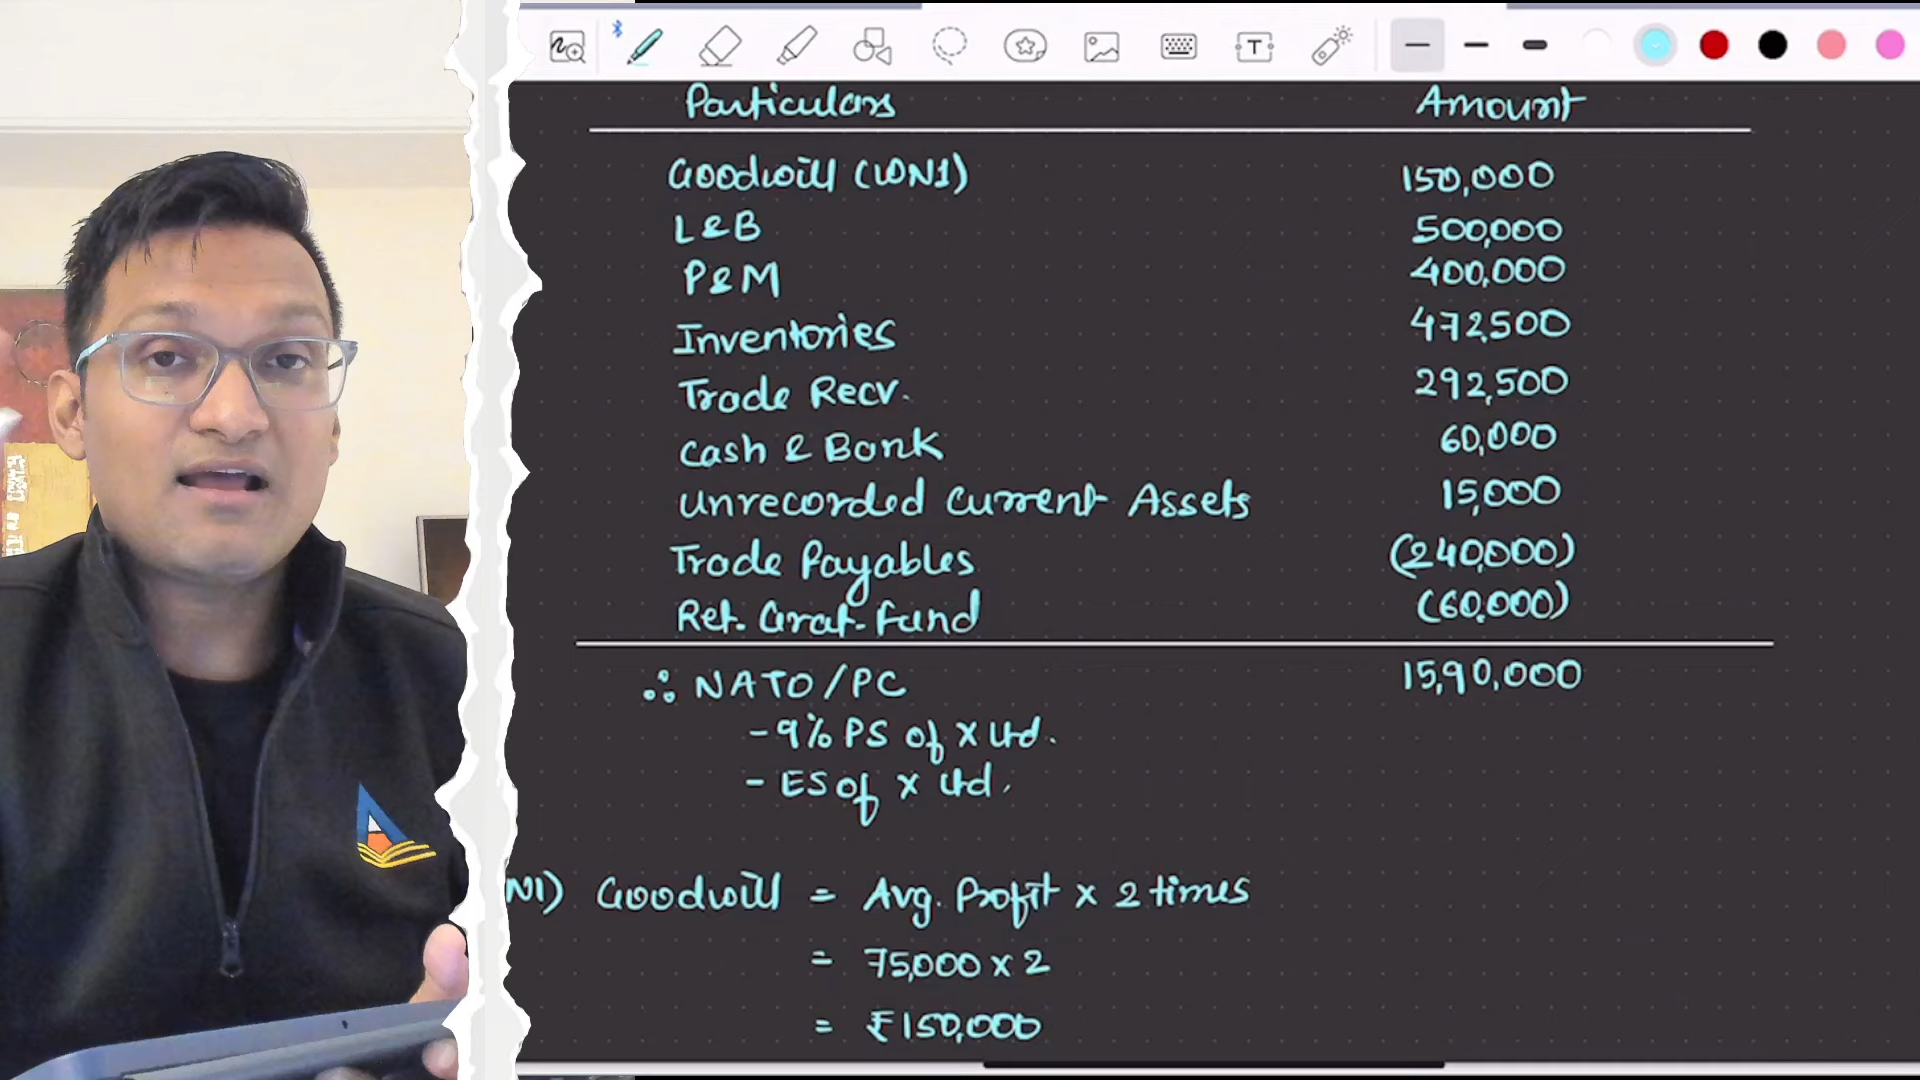 Particulars Amount
Goodwill (WN1) 150,000
L&B 500,000
P&M 400,000
Inventories 472,500
Trade Recv. 292,500
Cash & Bank 60,000
Unrecorded Current Assets 15,000
Trade Payables (240,000)
Ret. Grat. Fund (60,000)
∴ NATO/PC 15,90,000
- 9% PS of X Ltd.
- ES of X Ltd.
N1) Goodwill = Avg. Profit x 2 times
= 75,000 x 2
= ₹150,000